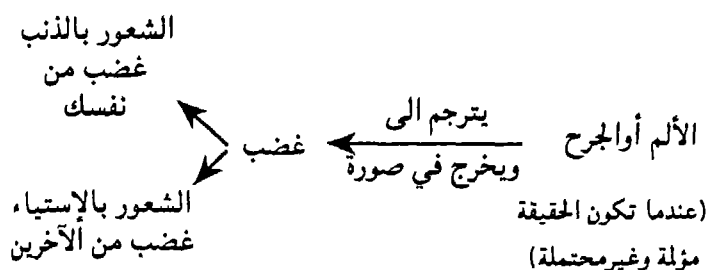 الألم أوالجرح
(عندما تكون الحقيقة
مؤلمة وغيرمحتملة)
يترجم الى
ويخرج في صورة
غضب
الشعور بالذنب
غضب من
نفسك
الشعور بالإستياء
غضب من ألآخرين